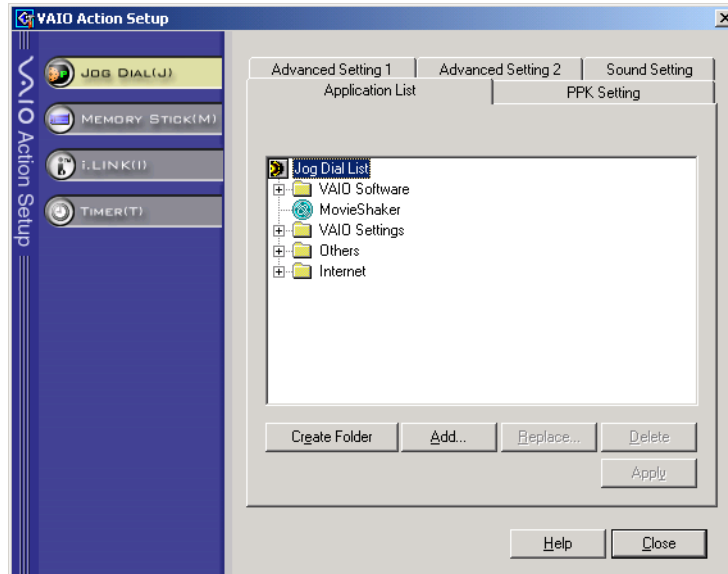 VAIO Action Setup
VAIO Action Setup
JOG DIAL(J)
MEMORY STICK(M)
i.LINK(I)
TIMER(T)
Advanced Setting 1
Advanced Setting 2
Sound Setting
Application List
PPK Setting
Jog Dial List
VAIO Software
MovieShaker
VAIO Settings
Others
Internet
Create Folder
Add...
Replace...
Delete
Apply
Help
Close